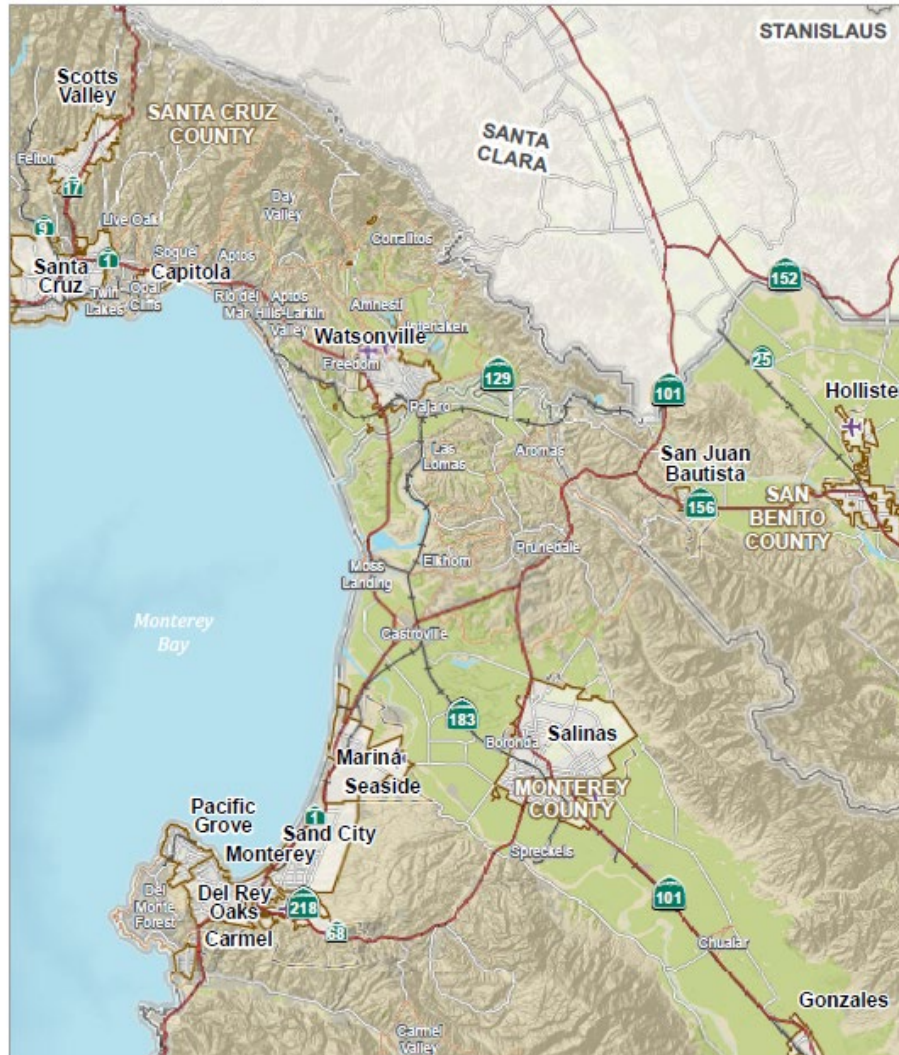 STANISLAUS
Scotts
Valley
SANTA CRUZ
COUNTY
SANTA
CLARA
Felton
17
Day
Valley
9
Live Oak
Corralitos
1
Soquel
Aptos
Santa
Cruz
Capitola
152
Twin
Lakes
Opal
Cliffs
Rio del
Mar
Aptos
Hills-Larkin
Valley
Amnesti
Interlaken
Watsonville
Freedom
25
129
101
Holliste
Pajaro
Las
Lomas
Aromas
San Juan
Bautista
156
SAN
BENITO
COUNTY
Prunedale
Elkhorn
Moss
Landing
Monterey
Bay
Castroville
183
Salinas
Boronda
Marina
Seaside
MONTEREY
COUNTY
Pacific
Grove
1
Sand City
Monterey
Spreckels
Del
Monte
Forest
Del Rey
Oaks
218
101
68
Carmel
Chualar
Gonzales
Carmel
Valley